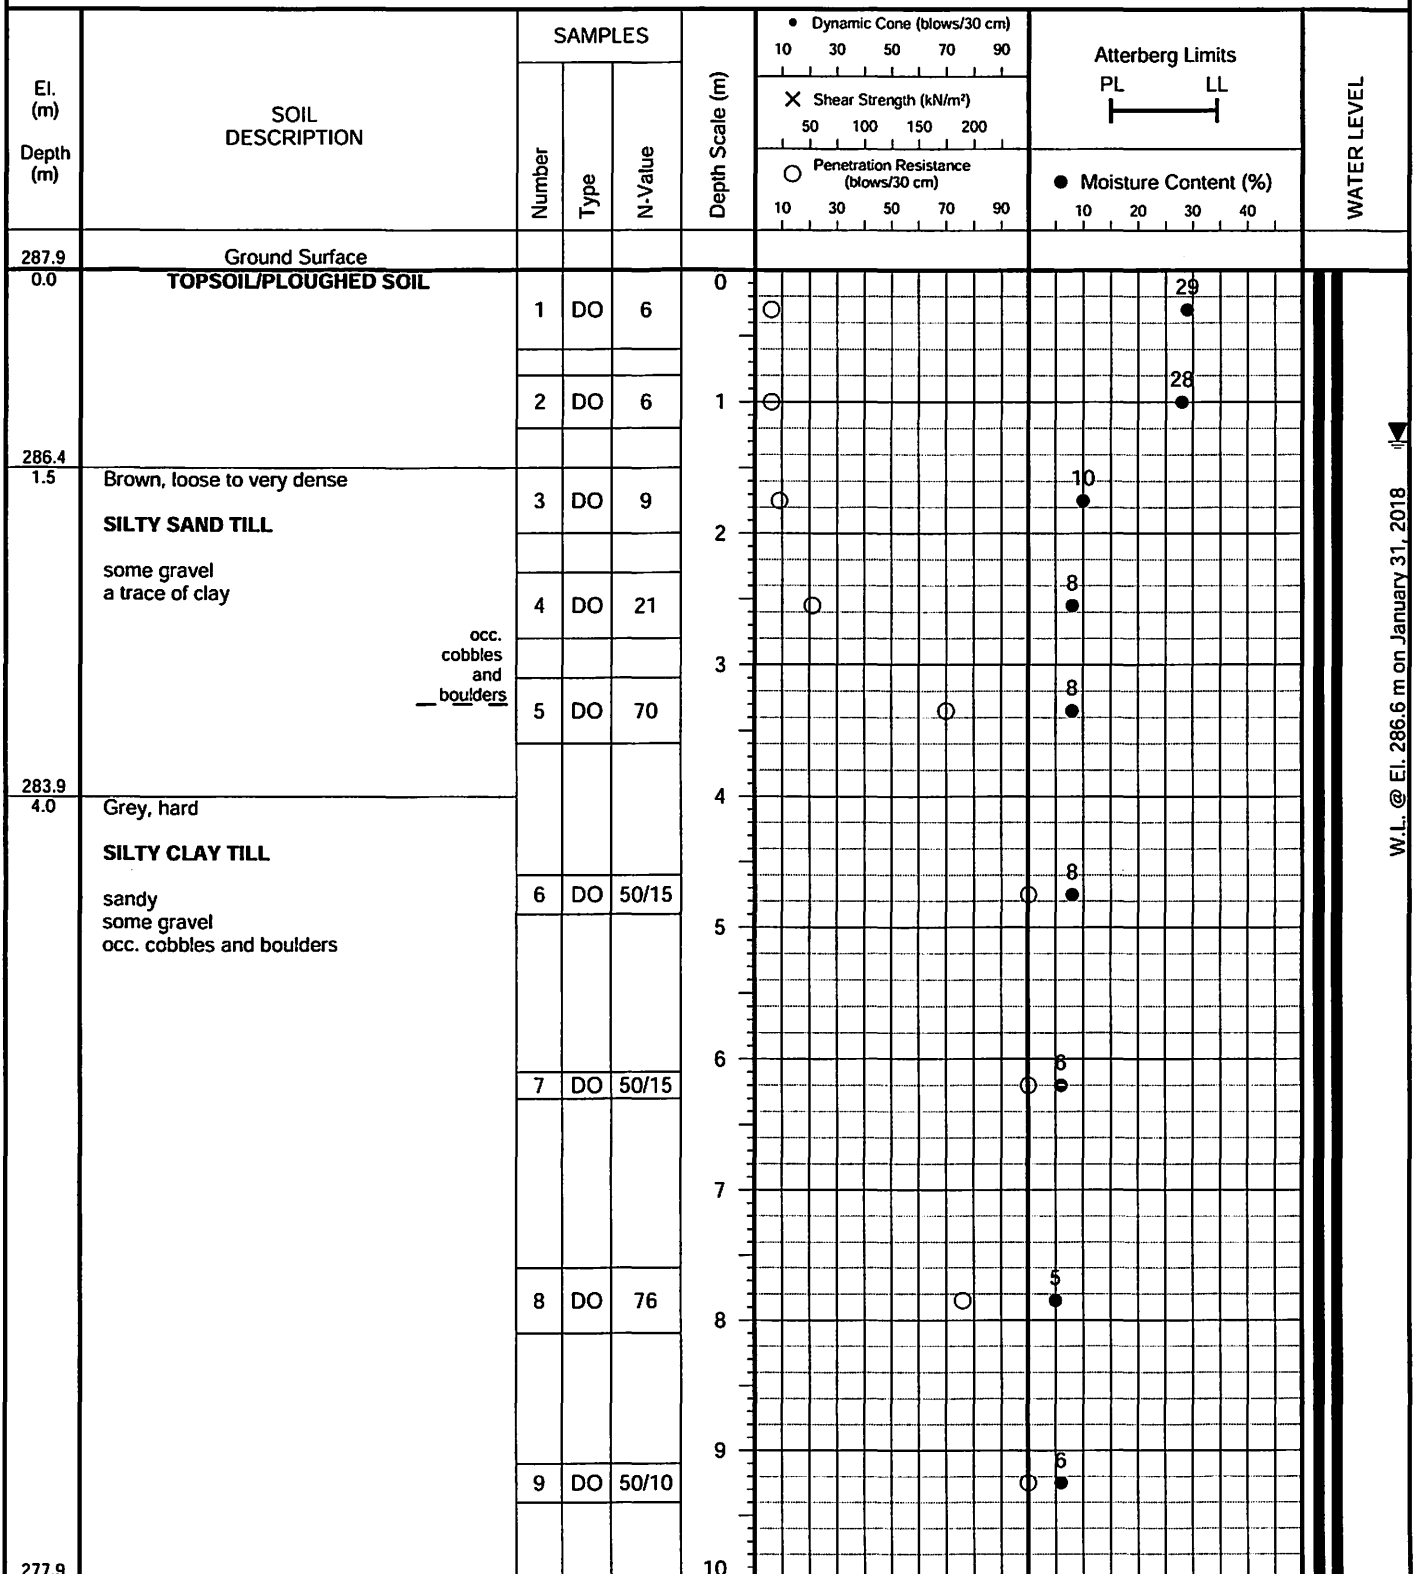 El.
(m)
Depth
(m)
SOIL
DESCRIPTION
SAMPLES
Number
Type
N-Value
Depth Scale (m)
• Dynamic Cone (blows/30 cm)
10 30 50 70 90
X Shear Strength (kN/m²)
50 100 150 200
O Penetration Resistance
(blows/30 cm)
10 30 50 70 90
Atterberg Limits
PL LL
● Moisture Content (%)
10 20 30 40
WATER LEVEL
287.9
Ground Surface
0.0
TOPSOIL/PLOUGHED SOIL
0
1 DO 6
29
2 DO 6
1
28
286.4
1.5
Brown, loose to very dense
SILTY SAND TILL
some gravel
a trace of clay
occ.
cobbles
and
boulders
3 DO 9
10
2
4 DO 21
8
3
5 DO 70
8
283.9
4.0
Grey, hard
SILTY CLAY TILL
sandy
some gravel
occ. cobbles and boulders
4
6 DO 50/15
8
5
6
7 DO 50/15
6
7
8 DO 76
5
8
9
9 DO 50/10
6
277.9
10
W.L. @ El. 286.6 m on January 31, 2018